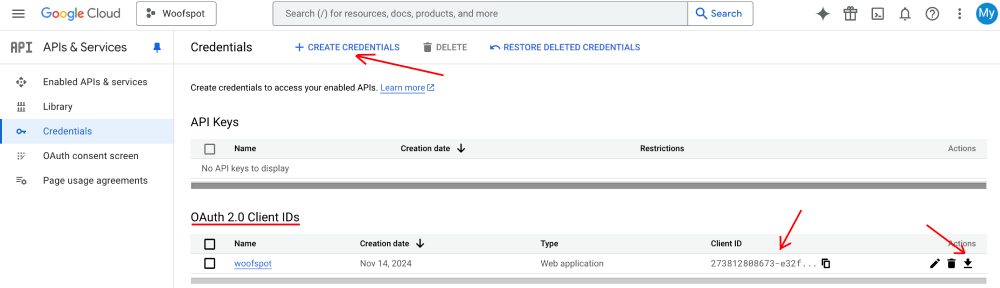 Google Cloud Woofspot Search (/) for resources, docs, products, and more Search My
API APIs & Services Credentials CREATE CREDENTIALS DELETE RESTORE DELETED CREDENTIALS
Enabled APIs & services
Library
Credentials
OAuth consent screen
Page usage agreements
Create credentials to access your enabled APIs. Learn more
API Keys
Name Creation date Restrictions Actions
No API keys to display
OAuth 2.0 Client IDs
Name Creation date Type Client ID Actions
woofspot Nov 14, 2024 Web application 273812808673-e32f...